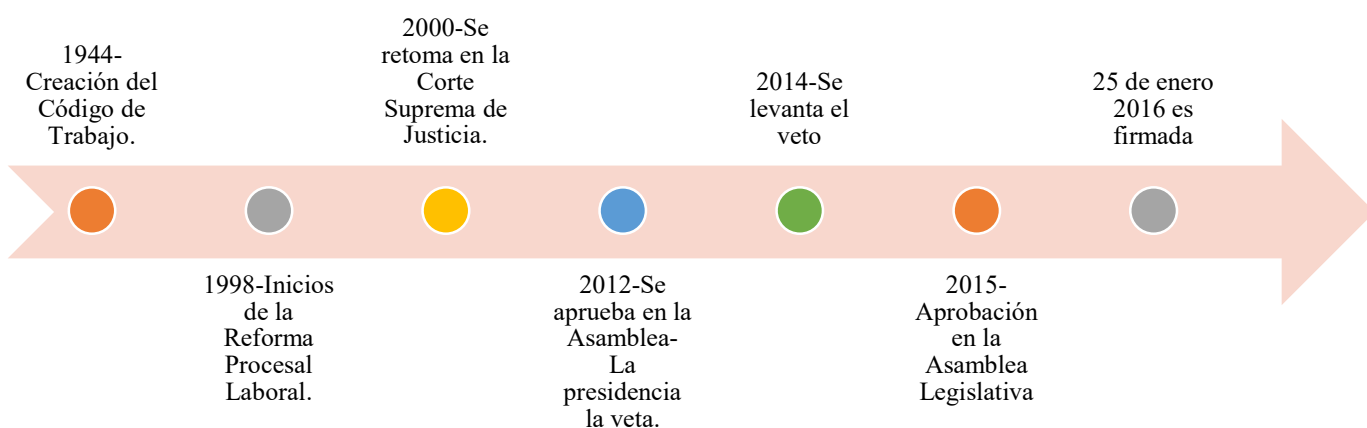 1944-
Creación del
Código de
Trabajo.
1998-Inicios
de la
Reforma
Procesal
Laboral.
2000-Se
retoma en la
Corte
Suprema de
Justicia.
2012-Se
aprueba en la
Asamblea-
La
presidencia
la veta.
2014-Se
levanta el
veto
2015-
Aprobación
en la
Asamblea
Legislativa
25 de enero
2016 es
firmada